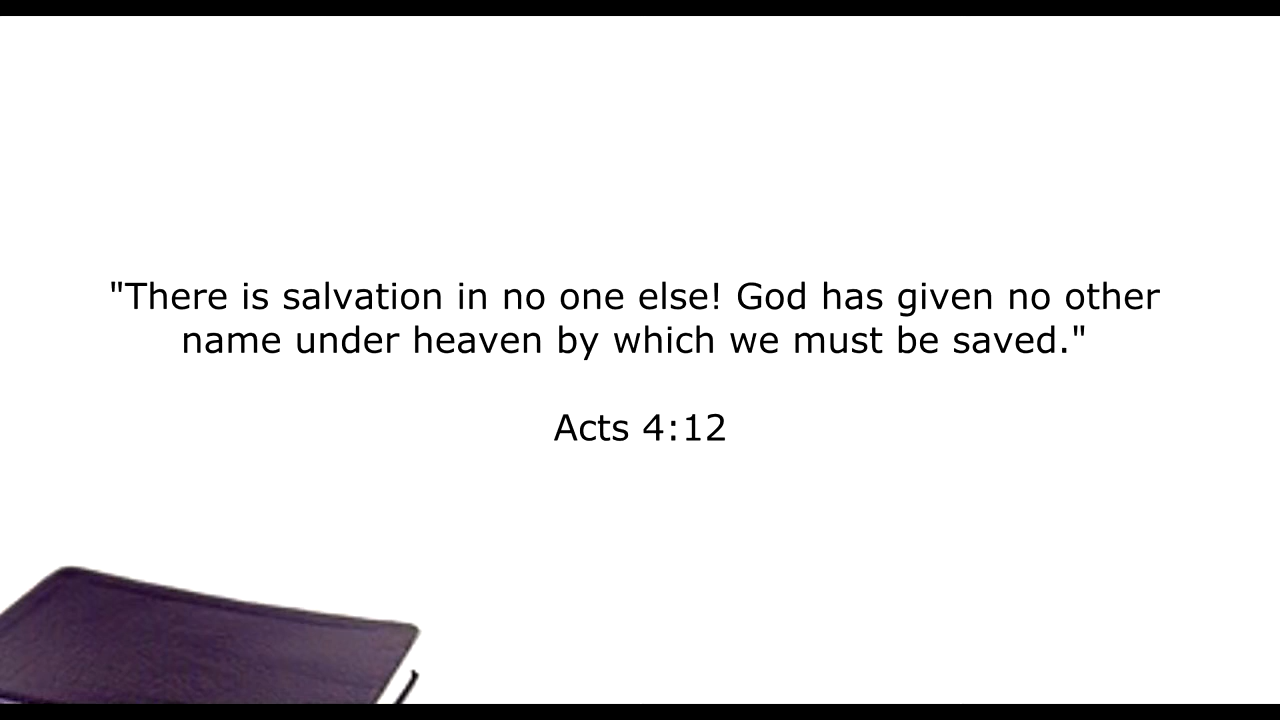 "There is salvation in no one else! God has given no other
name under heaven by which we must be saved."
Acts 4:12